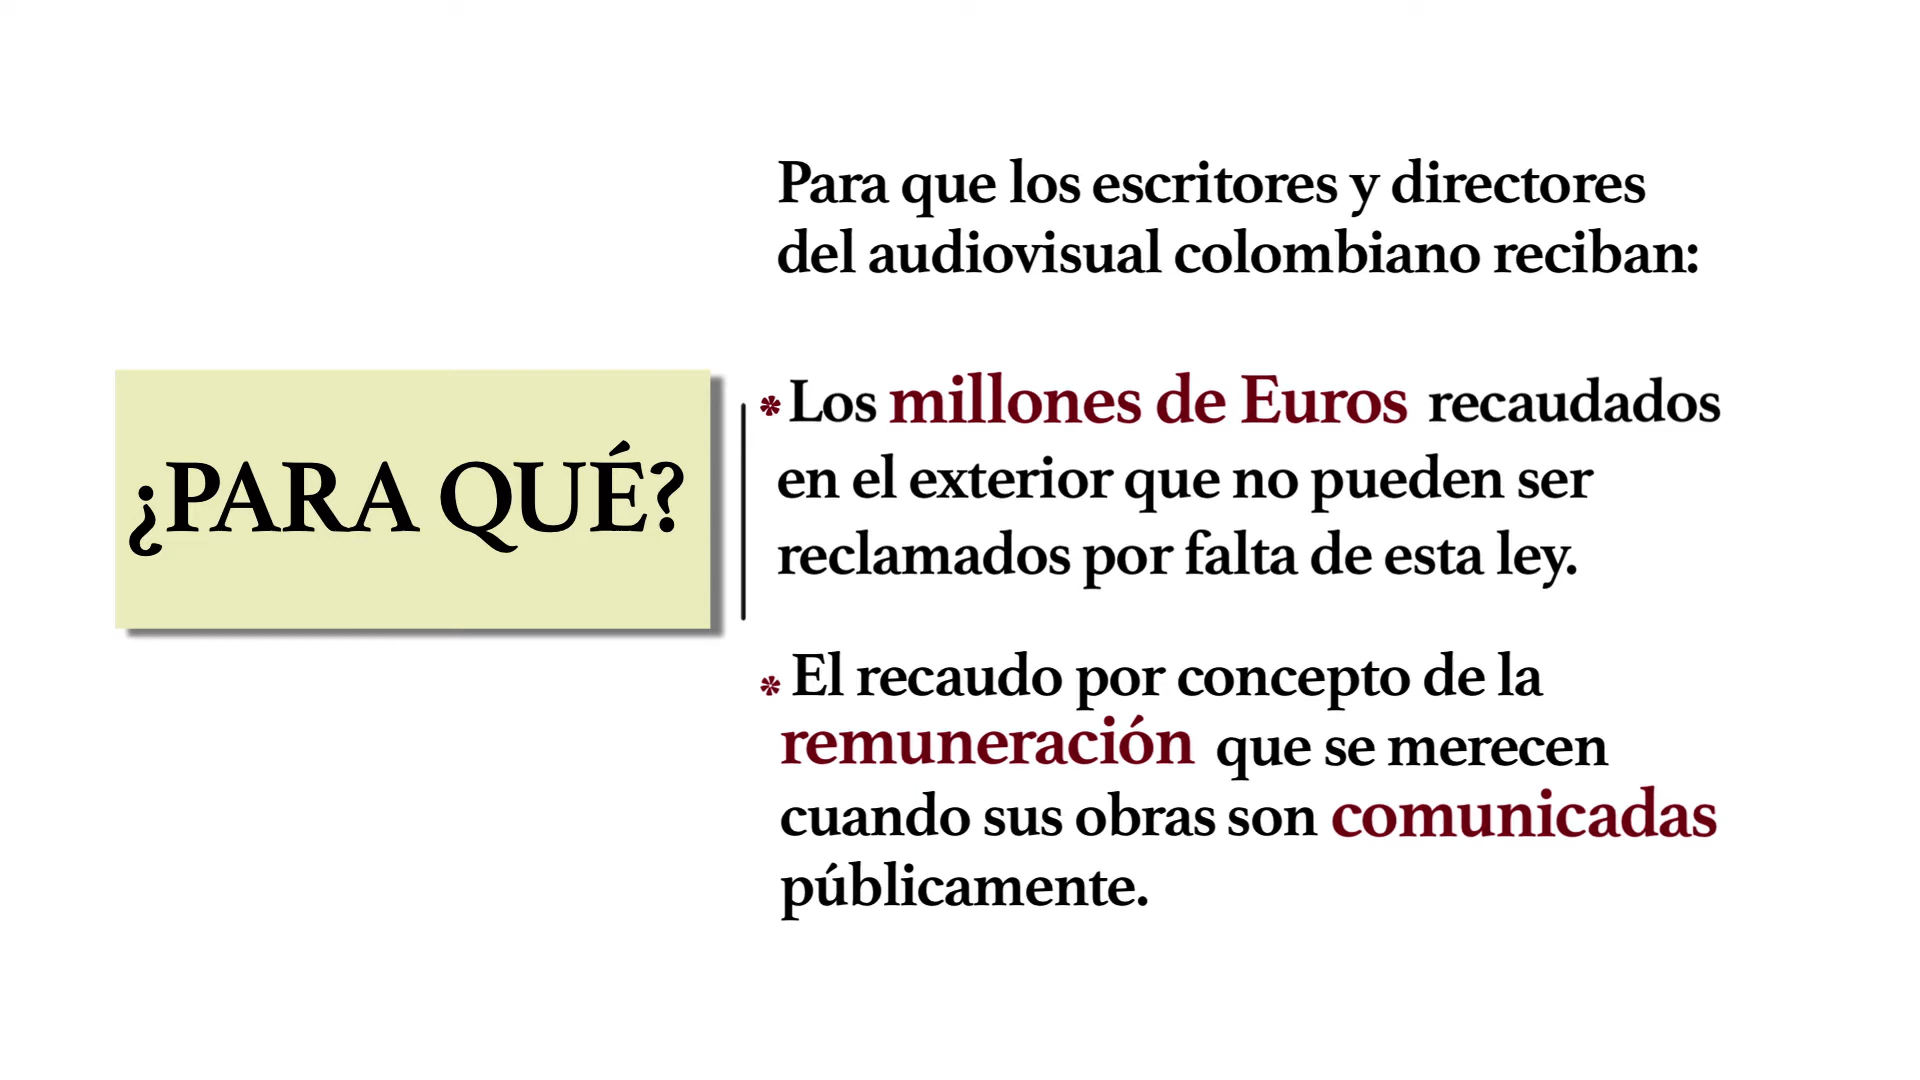 ¿PARA QUÉ?
Para que los escritores y directores
del audiovisual colombiano reciban:
* Los millones de Euros recaudados
en el exterior que no pueden ser
reclamados por falta de esta ley.
* El recaudo por concepto de la
remuneración que se merecen
cuando sus obras son comunicadas
públicamente.